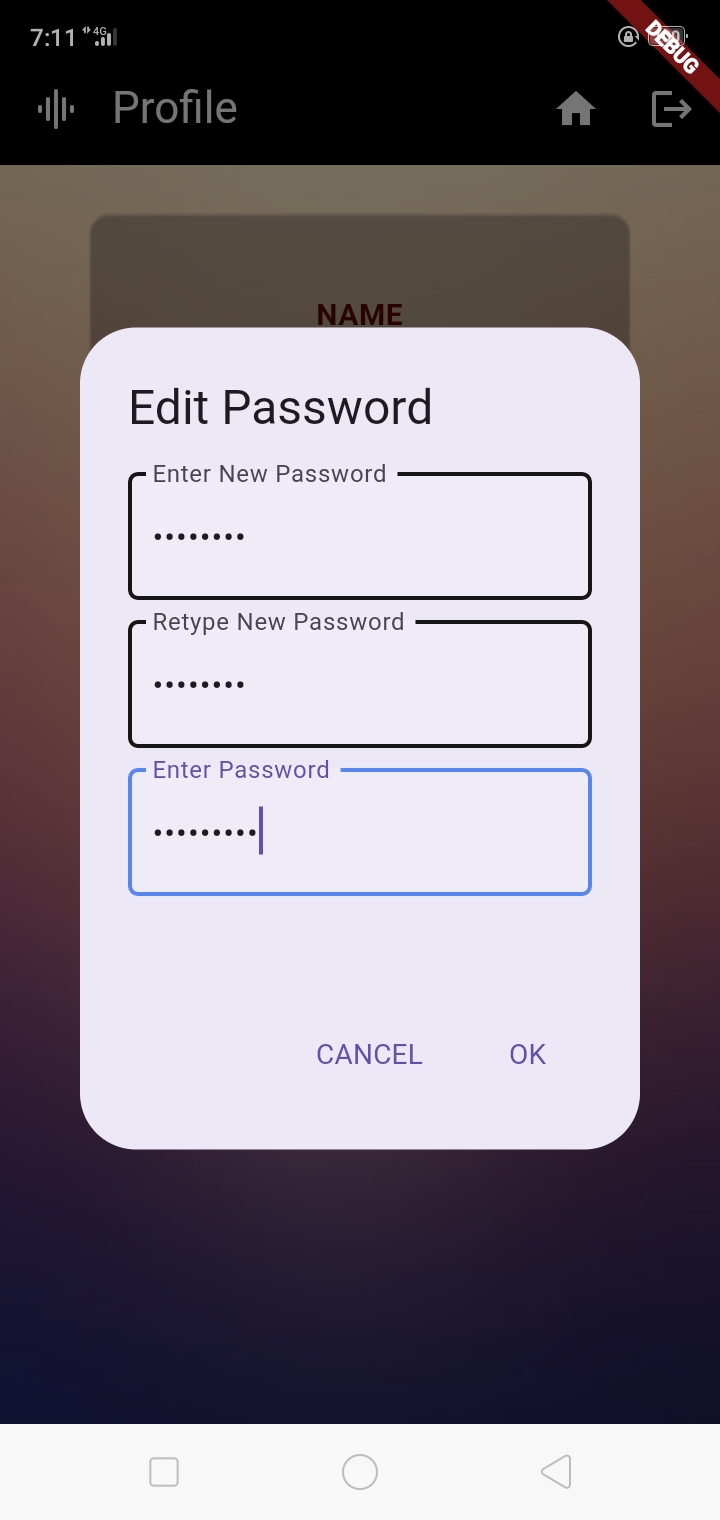 7:11 4G
DEBUG
Profile
NAME
Edit Password
Enter New Password
••••••••
Retype New Password
••••••••
Enter Password
•••••••••
CANCEL OK